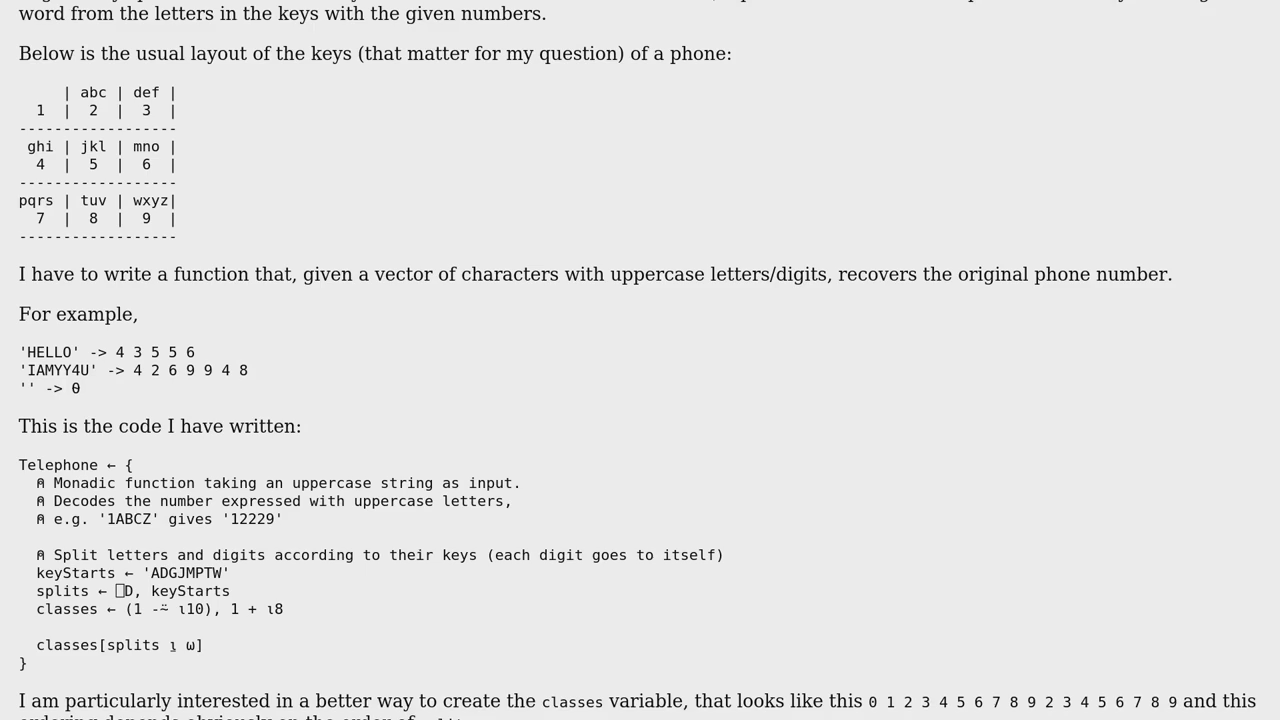 word from the letters in the keys with the given numbers.
Below is the usual layout of the keys (that matter for my question) of a phone:
     | abc | def |
  1  |  2  |  3  |
------------------
 ghi | jkl | mno |
  4  |  5  |  6  |
------------------
pqrs | tuv | wxyz|
  7  |  8  |  9  |
------------------
I have to write a function that, given a vector of characters with uppercase letters/digits, recovers the original phone number.
For example,
'HELLO' -> 4 3 5 5 6
'IAMYY4U' -> 4 2 6 9 9 4 8
'' -> ⍬
This is the code I have written:
Telephone ← {
  ⍝ Monadic function taking an uppercase string as input.
  ⍝ Decodes the number expressed with uppercase letters,
  ⍝ e.g. '1ABCZ' gives '12229'
  ⍝ Split letters and digits according to their keys (each digit goes to itself)
  keyStarts ← 'ADGJMPTW'
  splits ← ⎕D, keyStarts
  classes ← (1 -⍨ ⍳10), 1 + ⍳8
  classes[splits ⍸ ⍵]
}
I am particularly interested in a better way to create the classes variable, that looks like this 0 1 2 3 4 5 6 7 8 9 2 3 4 5 6 7 8 9 and this